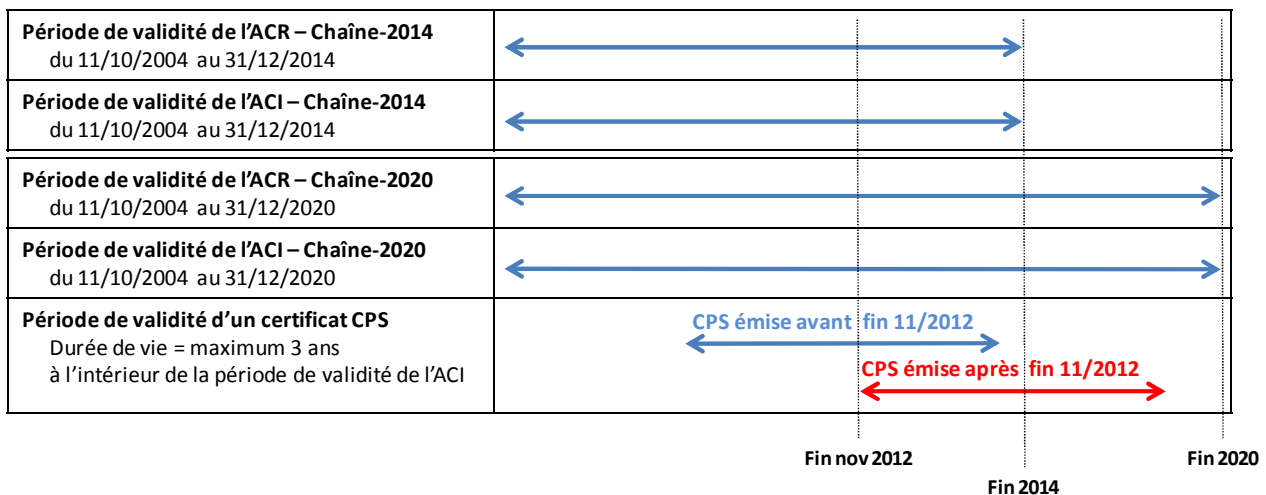 Période de validité de l’ACR – Chaîne-2014
du 11/10/2004 au 31/12/2014
Période de validité de l’ACI – Chaîne-2014
du 11/10/2004 au 31/12/2014
Période de validité de l’ACR – Chaîne-2020
du 11/10/2004 au 31/12/2020
Période de validité de l’ACI – Chaîne-2020
du 11/10/2004 au 31/12/2020
Période de validité d’un certificat CPS
Durée de vie = maximum 3 ans
à l’intérieur de la période de validité de l’ACI
CPS émise avant fin 11/2012
CPS émise après fin 11/2012
Fin nov 2012
Fin 2014
Fin 2020